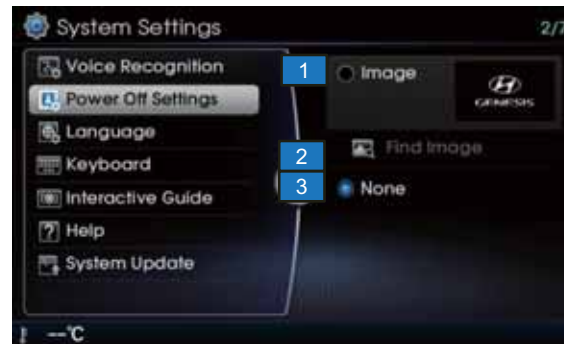 System Settings 2/7
Voice Recognition
Power Off Settings
Language
Keyboard
Interactive Guide
Help
System Update
1 Image
GENESIS
2 Find Image
3 None
--°C